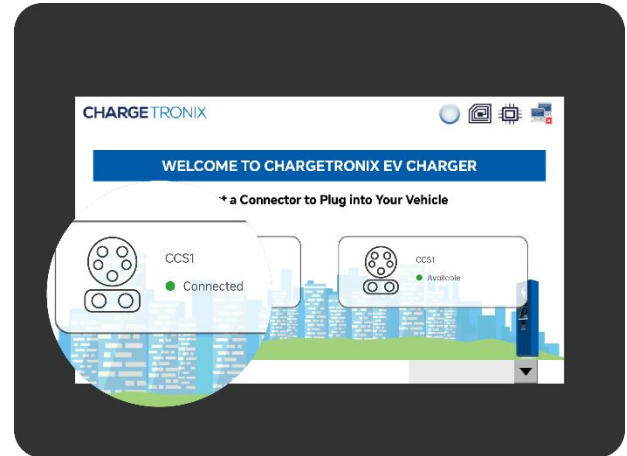 CHARGETRONIX
WELCOME TO CHARGETRONIX EV CHARGER
a Connector to Plug into Your Vehicle
CCS1
Connected
CCS1
Available